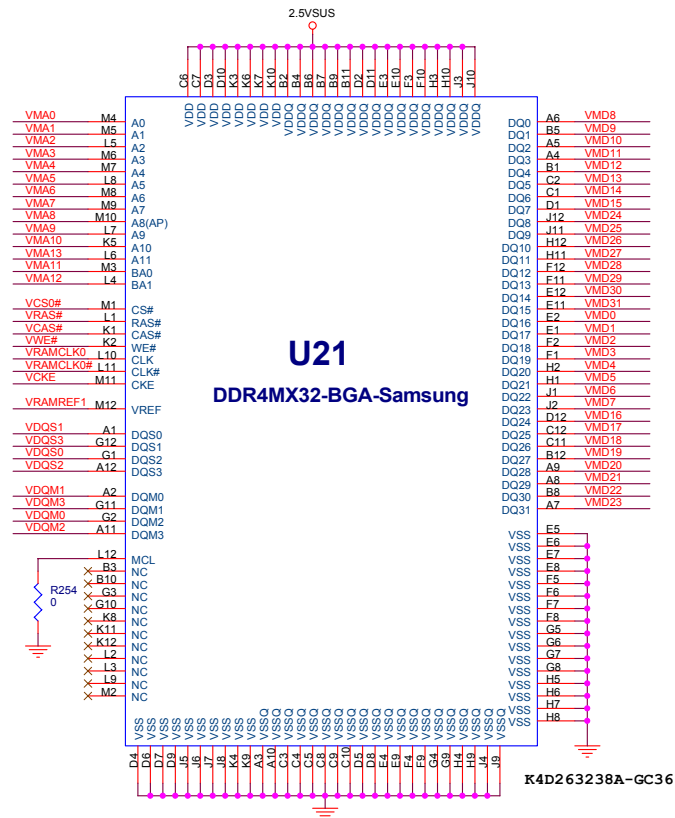 2.5VSUS
C6 C7 D3 D10 K3 K6 K7 K10 B2 B4 B6 B7 B9 B11 D2 D11 E3 E10 F3 F10 H3 H10 J3 J10
VDD VDD VDD VDD VDD VDD VDD VDD VDDQ VDDQ VDDQ VDDQ VDDQ VDDQ VDDQ VDDQ VDDQ VDDQ VDDQ VDDQ VDDQ VDDQ VDDQ VDDQ
VMA0 M4 A0
VMA1 M5 A1
VMA2 L5 A2
VMA3 M6 A3
VMA4 M7 A4
VMA5 L8 A5
VMA6 M8 A6
VMA7 M9 A7
VMA8 M10 A8(AP)
VMA9 L7 A9
VMA10 K5 A10
VMA13 L6 A11
VMA11 M3 BA0
VMA12 L4 BA1
VCS0# M1 CS#
VRAS# L1 RAS#
VCAS# K1 CAS#
VWE# K2 WE#
VRAMCLK0 L10 CLK
VRAMCLK0# L11 CLK#
VCKE M11 CKE
VRAMREF1 M12 VREF
VDQS1 A1 DQS0
VDQS3 G12 DQS1
VDQS0 G1 DQS2
VDQS2 A12 DQS3
VDQM1 A2 DQM0
VDQM3 G11 DQM1
VDQM0 G2 DQM2
VDQM2 A11 DQM3
L12 MCL
B3 NC
B10 NC
G3 NC
G10 NC
K8 NC
K11 NC
K12 NC
L2 NC
L3 NC
L9 NC
M2 NC
R254
0
U21
DDR4MX32-BGA-Samsung
DQ0 A6 VMD8
DQ1 B5 VMD9
DQ2 A5 VMD10
DQ3 A4 VMD11
DQ4 B1 VMD12
DQ5 C2 VMD13
DQ6 C1 VMD14
DQ7 D1 VMD15
DQ8 J12 VMD24
DQ9 J11 VMD25
DQ10 H12 VMD26
DQ11 H11 VMD27
DQ12 F12 VMD28
DQ13 F11 VMD29
DQ14 E12 VMD30
DQ15 E11 VMD31
DQ16 E2 VMD0
DQ17 E1 VMD1
DQ18 F2 VMD2
DQ19 F1 VMD3
DQ20 H2 VMD4
DQ21 H1 VMD5
DQ22 J1 VMD6
DQ23 J2 VMD7
DQ24 D12 VMD16
DQ25 C12 VMD17
DQ26 C11 VMD18
DQ27 B12 VMD19
DQ28 A9 VMD20
DQ29 A8 VMD21
DQ30 B8 VMD22
DQ31 A7 VMD23
VSS E5
VSS E6
VSS E7
VSS E8
VSS F5
VSS F6
VSS F7
VSS F8
VSS G5
VSS G6
VSS G7
VSS G8
VSS H5
VSS H6
VSS H7
VSS H8
VSS VSS VSS VSS VSS VSS VSS VSS VSS VSS VSSQ VSSQ VSSQ VSSQ VSSQ VSSQ VSSQ VSSQ VSSQ VSSQ VSSQ VSSQ VSSQ VSSQ VSSQ VSSQ VSSQ VSSQ VSSQ VSSQ
D4 D6 D7 D9 J5 J6 J7 J8 K4 K9 A3 A10 C3 C4 C5 C8 C9 C10 D5 D8 E4 E9 F4 F9 G4 G9 H4 H9 J4 J9
K4D263238A-GC36